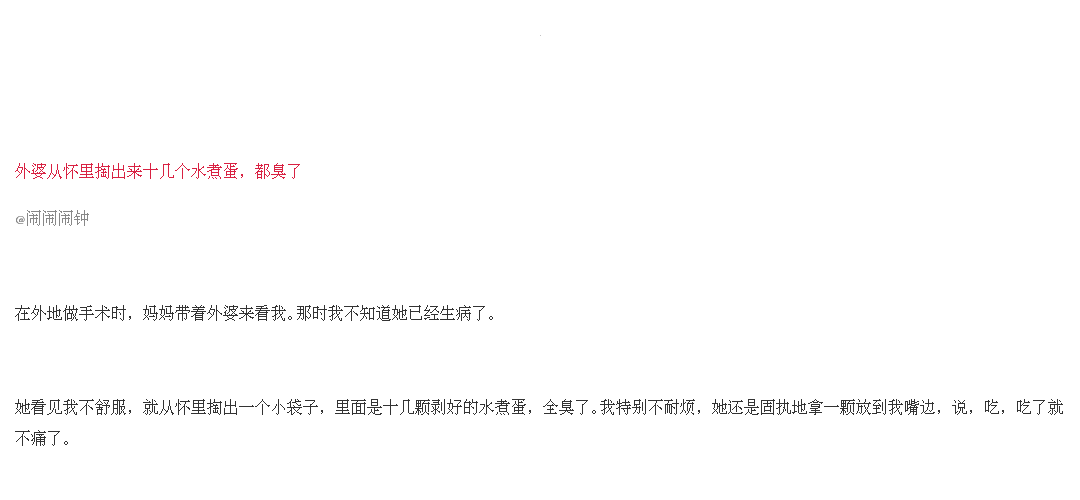 外婆从怀里掏出来十几个水煮蛋，都臭了
@闹闹闹钟
在外地做手术时，妈妈带着外婆来看我。那时我不知道她已经生病了。
她看见我不舒服，就从怀里掏出一个小袋子，里面是十几颗剥好的水煮蛋，全臭了。我特别不耐烦，她还是固执地拿一颗放到我嘴边，说，吃，吃了就
不痛了。